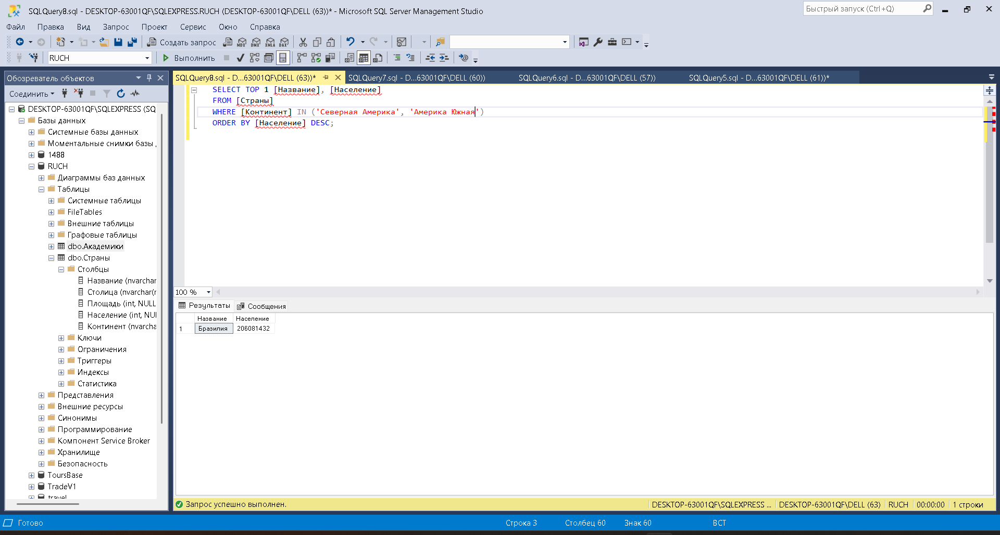 SQLQuery8.sql - DESKTOP-63001QF\SQLEXPRESS.RUCH (DESKTOP-63001QF\DELL (63))* - Microsoft SQL Server Management Studio
Быстрый запуск (Ctrl+Q)
Файл Правка Вид Запрос Проект Сервис Окно Справка
Создать запрос MDX DMX XMLA DAX
RUCH Выполнить
Обозреватель объектов
SQLQuery8.sql - D...63001QF\DELL (63))* SQLQuery7.sql - D...63001QF\DELL (60)) SQLQuery6.sql - D...63001QF\DELL (57)) SQLQuery5.sql - D...63001QF\DELL (61))*
Соединить
DESKTOP-63001QF\SQLEXPRESS (SQ
Базы данных
Системные базы данных
Моментальные снимки базы
1488
RUCH
Диаграммы баз данных
Таблицы
Системные таблицы
FileTables
Внешние таблицы
Графовые таблицы
dbo.Академики
dbo.Страны
Столбцы
Название (nvarchar
Столица (nvarchar(r
Площадь (int, NULL
Население (int, NUI
Континент (nvarcha
Ключи
Ограничения
Триггеры
Индексы
Статистика
Представления
Внешние ресурсы
Синонимы
Программирование
Компонент Service Broker
Хранилище
Безопасность
ToursBase
TradeV1
travel
SELECT TOP 1 [Название], [Население]
FROM [Страны]
WHERE [Континент] IN ('Северная Америка', 'Америка Южная')
ORDER BY [Население] DESC;
100 %
Результаты Сообщения
Название Население
1 Бразилия 206081432
Запрос успешно выполнен. DESKTOP-63001QF\SQLEXPRESS ... DESKTOP-63001QF\DELL (63) RUCH 00:00:00 1 строки
Готово Строка 3 Столбец 60 Знак 60 ВСТ